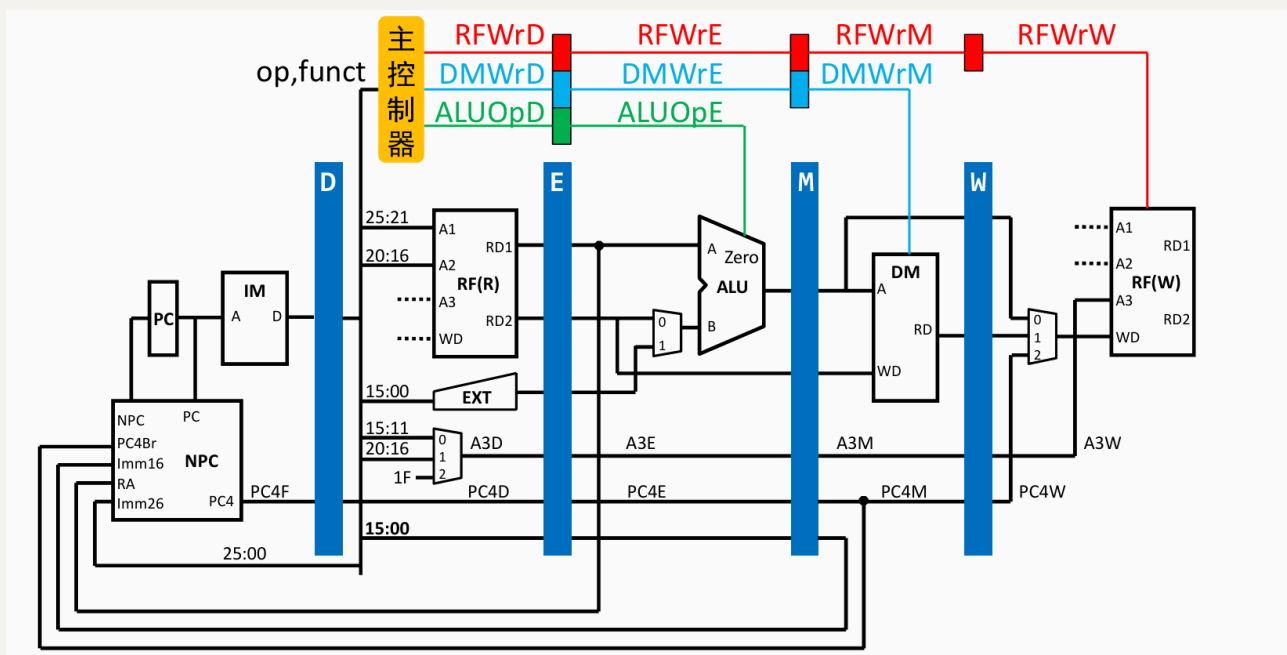 主控制器
op,funct
RFWrD RFWrE RFWrM RFWrW
DMWrD DMWrE DMWrM
ALUOpD ALUOpE
D E M W
25:21
20:16
A1
A2
A3
WD
RD1
RD2
RF(R)
15:00
EXT
15:11
20:16
1F
0
1
2
A3D A3E A3M A3W
PC
IM
A D
NPC PC
PC4Br
Imm16
RA
Imm26
NPC
PC4
PC4F PC4D PC4E PC4M PC4W
15:00
25:00
0
1
A
B
Zero
ALU
DM
A
RD
WD
0
1
2
A1
A2
A3
WD
RD1
RD2
RF(W)